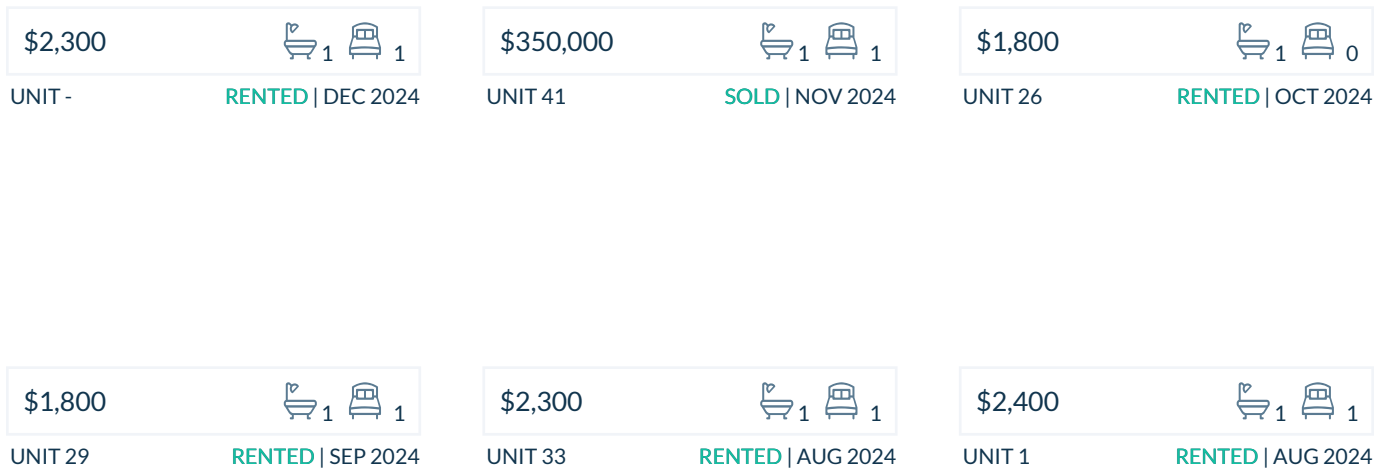 $2,300 1 1
UNIT - RENTED | DEC 2024
$350,000 1 1
UNIT 41 SOLD | NOV 2024
$1,800 1 0
UNIT 26 RENTED | OCT 2024
$1,800 1 1
UNIT 29 RENTED | SEP 2024
$2,300 1 1
UNIT 33 RENTED | AUG 2024
$2,400 1 1
UNIT 1 RENTED | AUG 2024